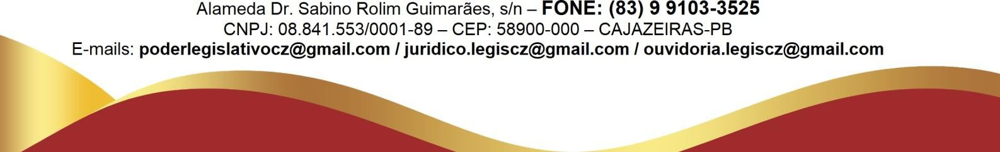 Alameda Dr. Sabino Rolim Guimarães, s/n – FONE: (83) 9 9103-3525
CNPJ: 08.841.553/0001-89 – CEP: 58900-000 – CAJAZEIRAS-PB
E-mails: poderlegislativocz@gmail.com / juridico.legiscz@gmail.com / ouvidoria.legiscz@gmail.com